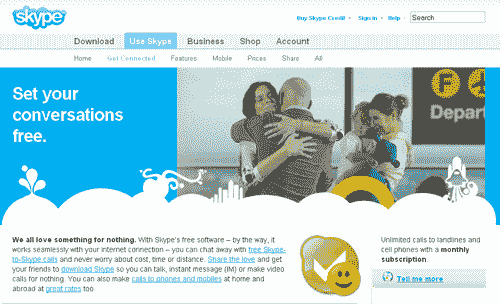 skype
Buy Skype Credit Sign in Help Search
Download Use Skype Business Shop Account
Home Get Connected Features Mobile Prices Share All
Set your
conversations
free.
Depar
We all love something for nothing. With Skype's free software – by the way, it
works seamlessly with your internet connection – you can chat away with free Skype-
to-Skype calls and never worry about cost, time or distance. Share the love and
get your friends to download Skype so you can talk, instant message (IM) or make video
calls for nothing. You can also make calls to phones and mobiles at home and
abroad at great rates too
Unlimited calls to landlines and
cell phones with a monthly
subscription.
Tell me more